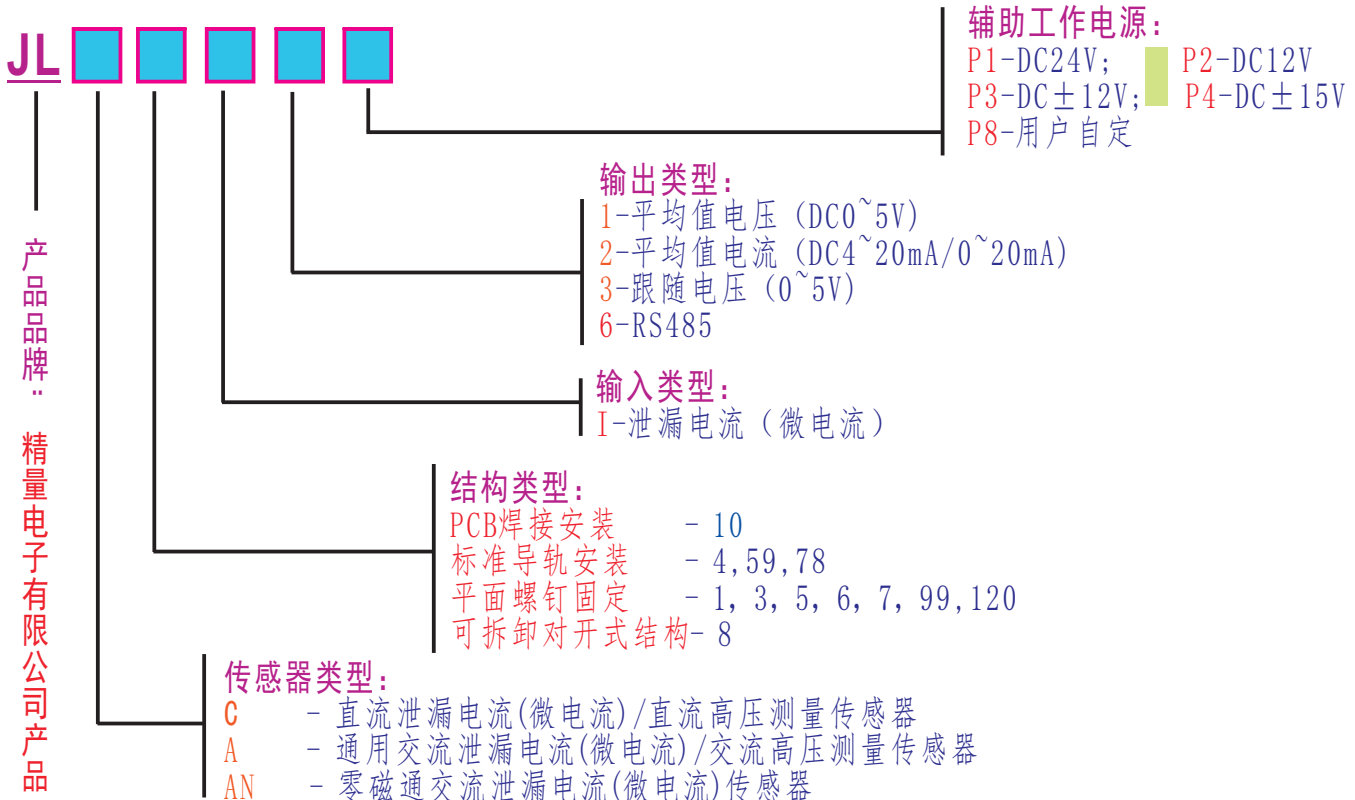 JL
辅助工作电源:
P1-DC24V; P2-DC12V
P3-DC±12V; P4-DC±15V
P8-用户自定
输出类型:
1-平均值电压(DC0~5V)
2-平均值电流(DC4~20mA/0~20mA)
3-跟随电压(0~5V)
6-RS485
输入类型:
I-泄漏电流(微电流)
结构类型:
PCB焊接安装 - 10
标准导轨安装 - 4,59,78
平面螺钉固定 - 1, 3, 5, 6, 7, 99,120
可拆卸对开式结构- 8
传感器类型:
C - 直流泄漏电流(微电流)/直流高压测量传感器
A - 通用交流泄漏电流(微电流)/交流高压测量传感器
AN - 零磁通交流泄漏电流(微电流)传感器
产品品牌: 精量电子有限公司产品